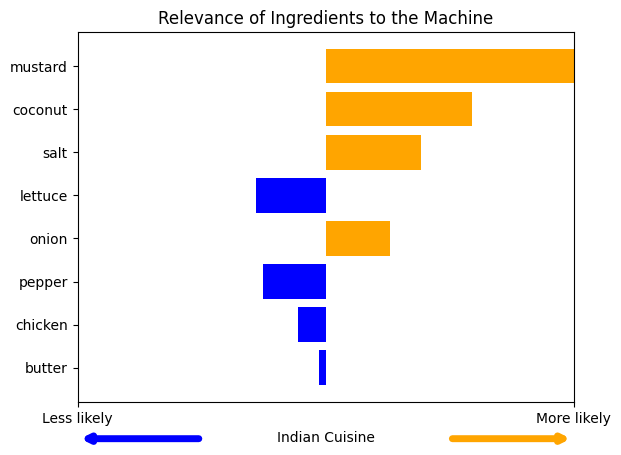 Relevance of Ingredients to the Machine
mustard
coconut
salt
lettuce
onion
pepper
chicken
butter
Less likely
More likely
Indian Cuisine